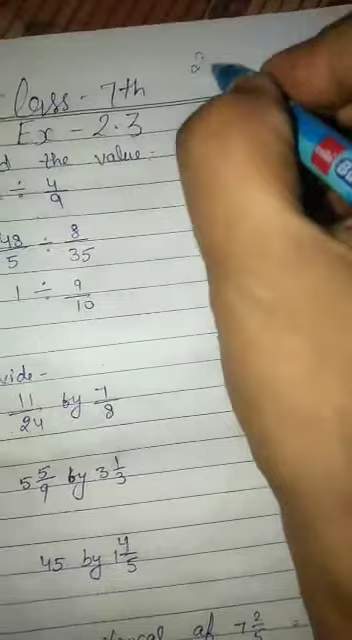 Class - 7th
Ex - 2.3
the value -
÷ 4/9
48/5 ÷ 8/35
1 ÷ 9/10
11/24 by 7/8
5 5/9 by 3 1/3
45 by 1 4/5
of 7 2/5 =